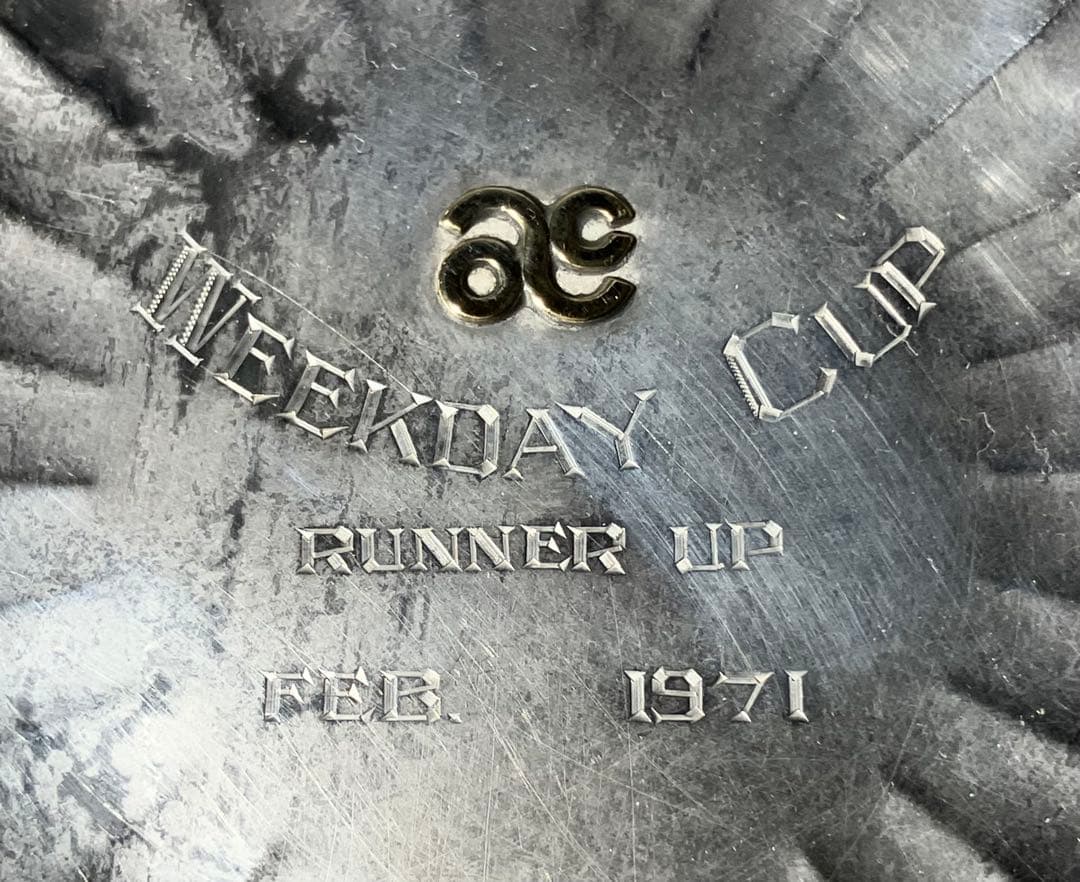 ac
WEEKDAY CUP
RUNNER UP
FEB. 1971